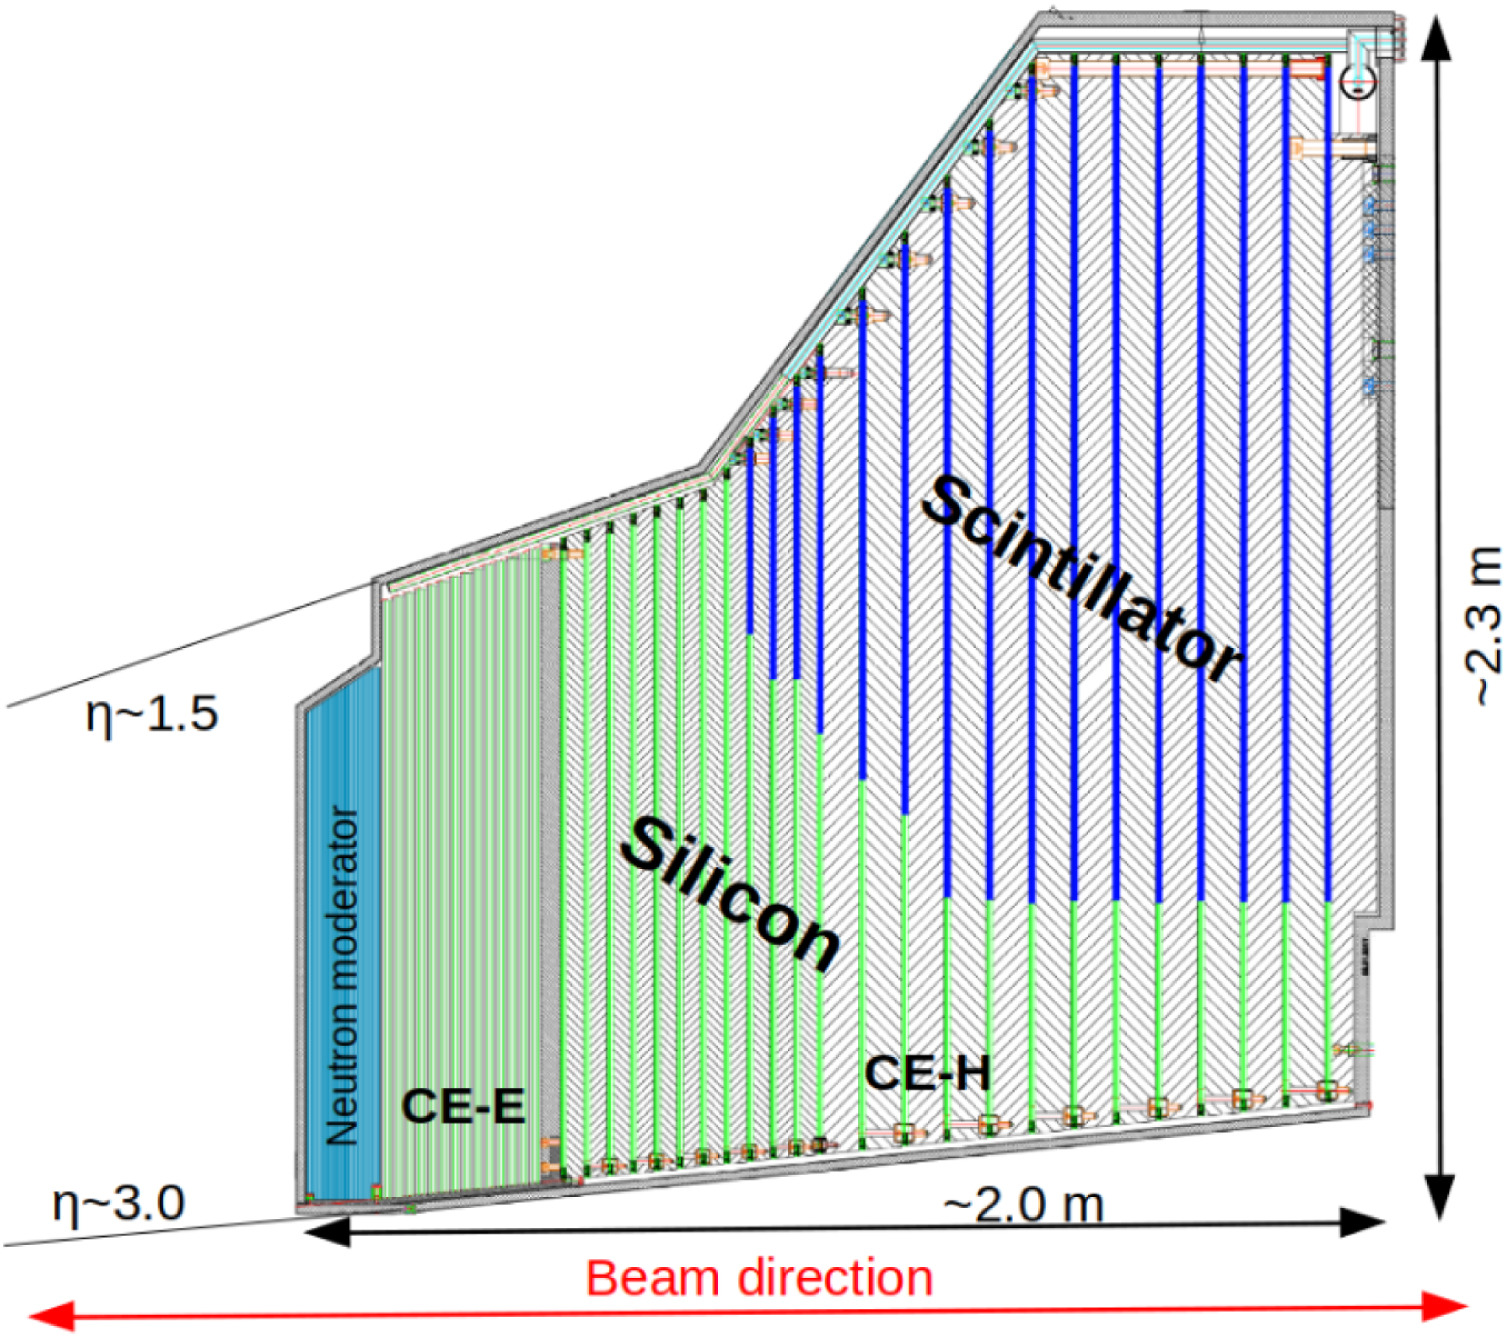 Scintillator
~2.3 m
η~1.5
Neutron moderator
Silicon
CE-H
CE-E
η~3.0
~2.0 m
Beam direction